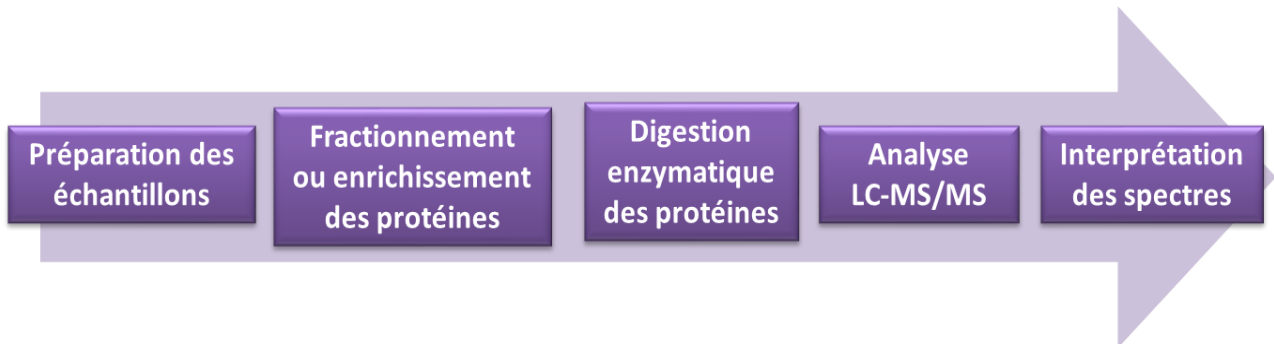 Préparation des
échantillons
Fractionnement
ou enrichissement
des protéines
Digestion
enzymatique
des protéines
Analyse
LC-MS/MS
Interprétation
des spectres